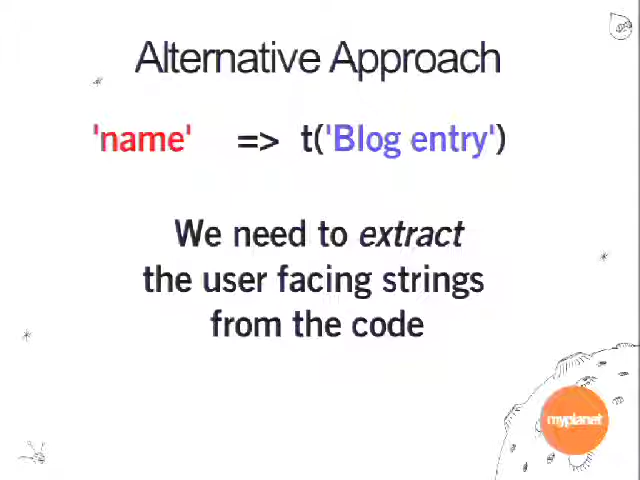 Alternative Approach
'name' => t('Blog entry')
We need to extract
the user facing strings
from the code
myplanet